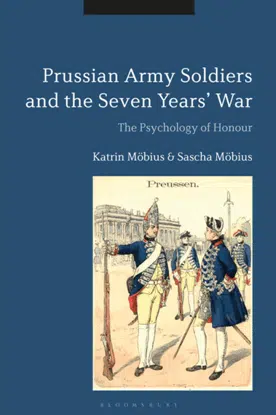 Prussian Army Soldiers
and the Seven Years' War
The Psychology of Honour
Katrin Möbius & Sascha Möbius
Preussen.
BLOOMSBURY